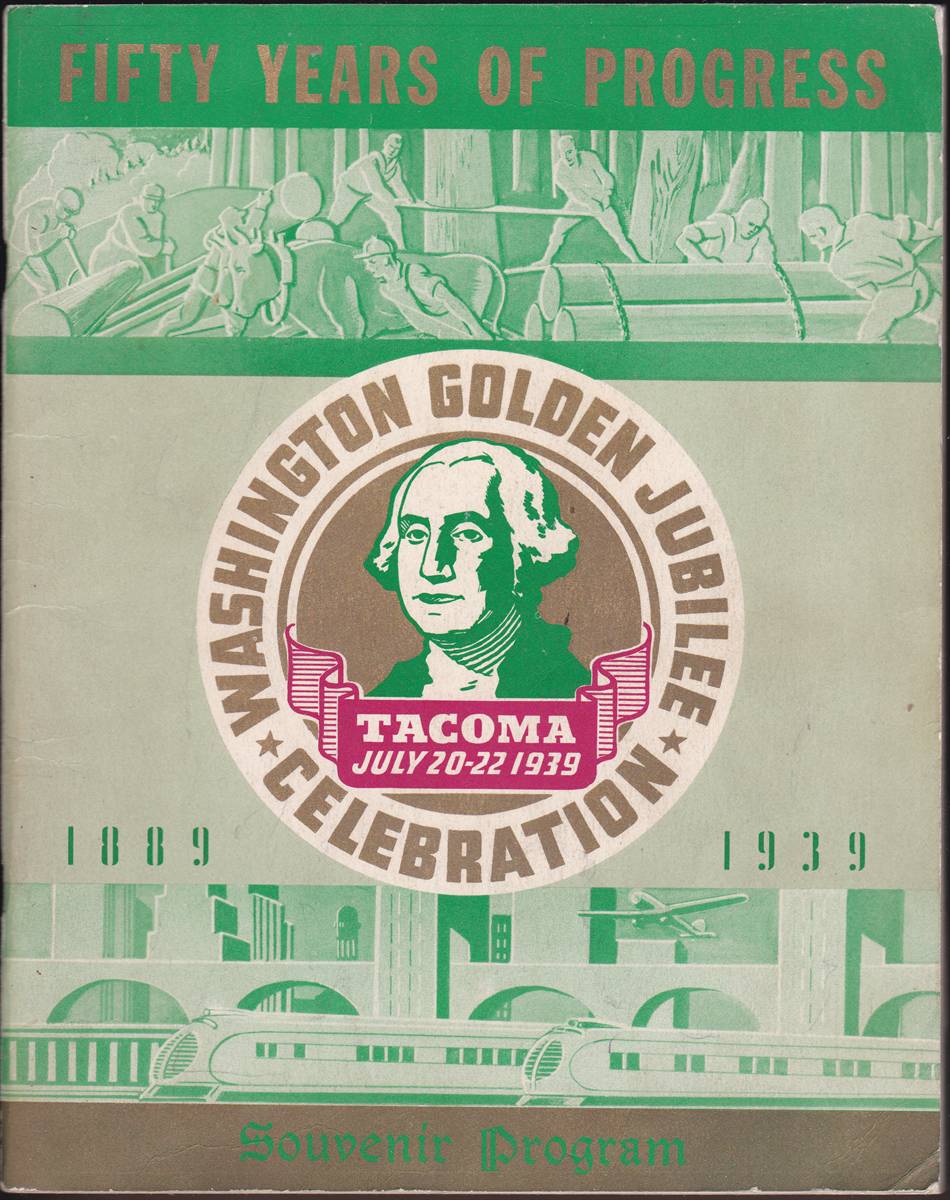 FIFTY YEARS OF PROGRESS
WASHINGTON GOLDEN JUBILEE
TACOMA
JULY 20-22 1939
★ CELEBRATION ★
1889
1939
Souvenir Program